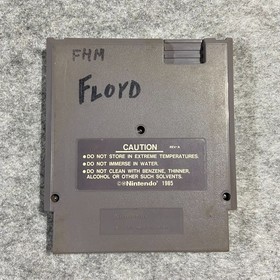 FHM
FLOYD
CAUTION
REV-A
•DO NOT STORE IN EXTREME TEMPERATURES.
•DO NOT IMMERSE IN WATER.
•DO NOT CLEAN WITH BENZENE, THINNER,
ALCOHOL OR OTHER SUCH SOLVENTS.
©®Nintendo® 1985